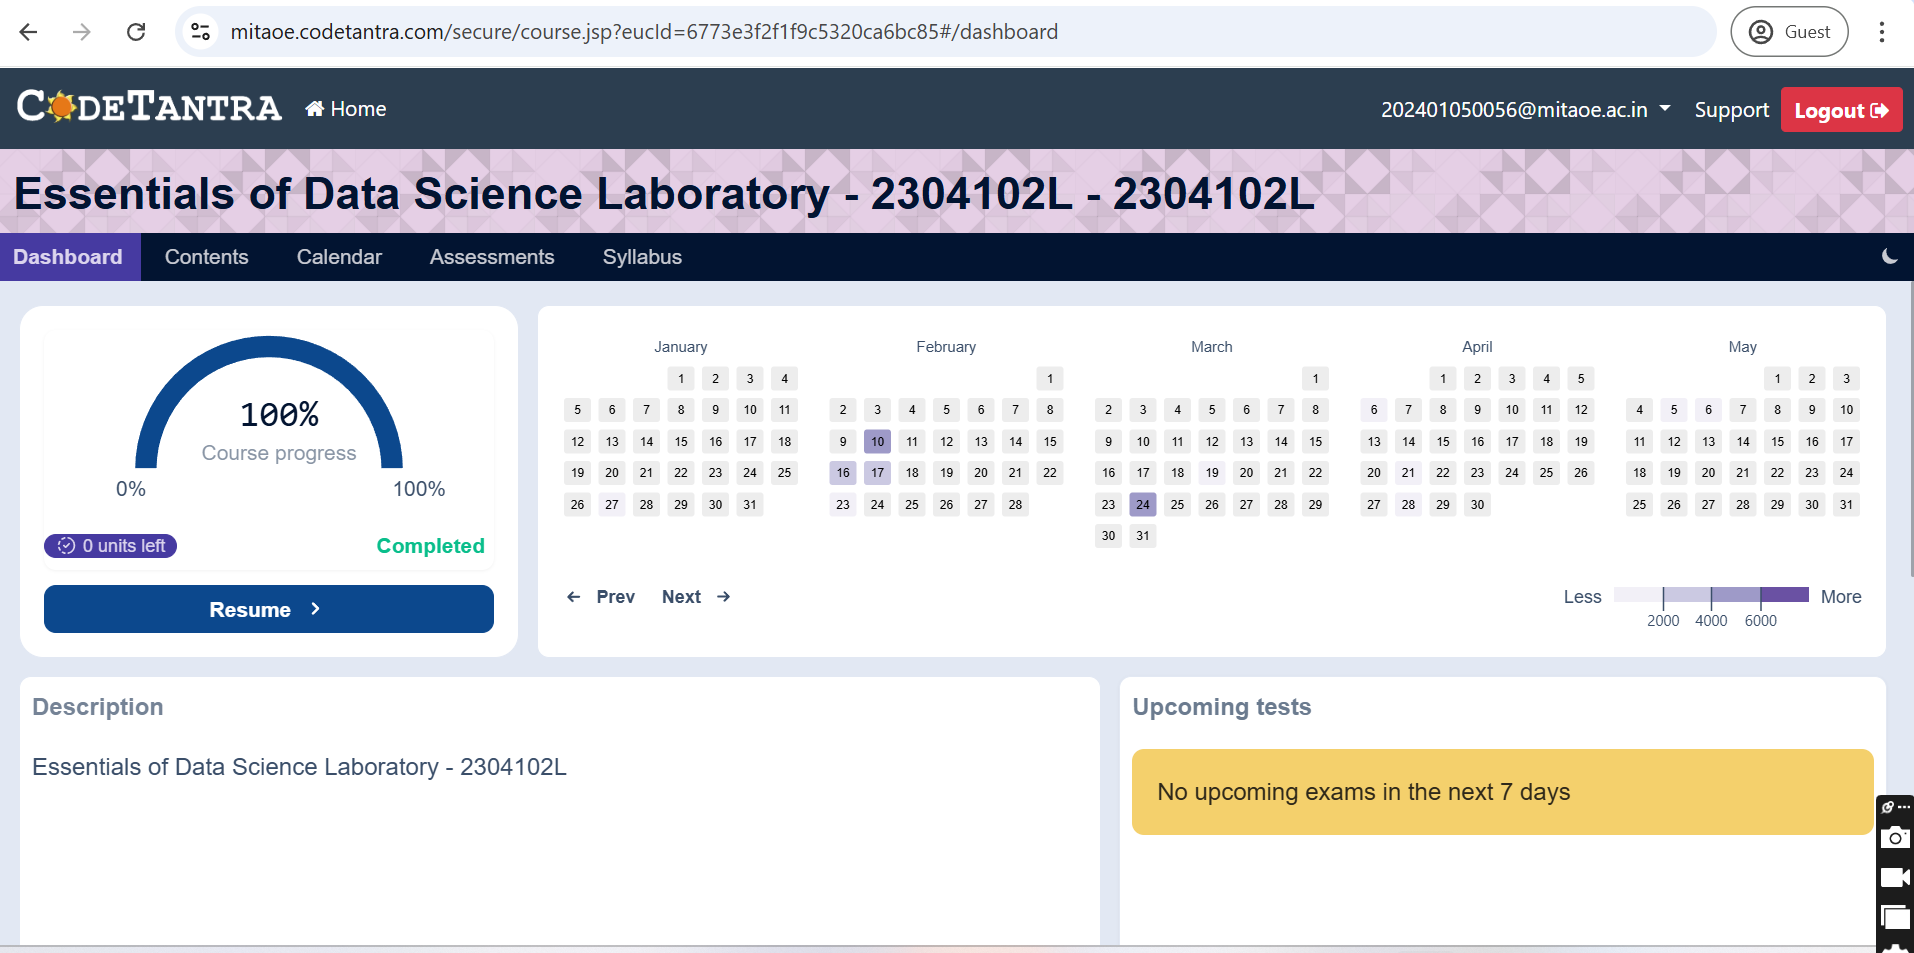 mitaoe.codetantra.com/secure/course.jsp?eucId=6773e3f2f1f9c5320ca6bc85#/dashboard
Guest
CODETANTRA
Home
202401050056@mitaoe.ac.in
Support
Logout
Essentials of Data Science Laboratory - 2304102L - 2304102L
Dashboard
Contents
Calendar
Assessments
Syllabus
100%
Course progress
0%
100%
0 units left
Completed
Resume
January
1 2 3 4
5 6 7 8 9 10 11
12 13 14 15 16 17 18
19 20 21 22 23 24 25
26 27 28 29 30 31
February
1
2 3 4 5 6 7 8
9 10 11 12 13 14 15
16 17 18 19 20 21 22
23 24 25 26 27 28
March
1
2 3 4 5 6 7 8
9 10 11 12 13 14 15
16 17 18 19 20 21 22
23 24 25 26 27 28 29
30 31
April
1 2 3 4 5
6 7 8 9 10 11 12
13 14 15 16 17 18 19
20 21 22 23 24 25 26
27 28 29 30
May
1 2 3
4 5 6 7 8 9 10
11 12 13 14 15 16 17
18 19 20 21 22 23 24
25 26 27 28 29 30 31
Prev
Next
Less
More
2000 4000 6000
Description
Essentials of Data Science Laboratory - 2304102L
Upcoming tests
No upcoming exams in the next 7 days